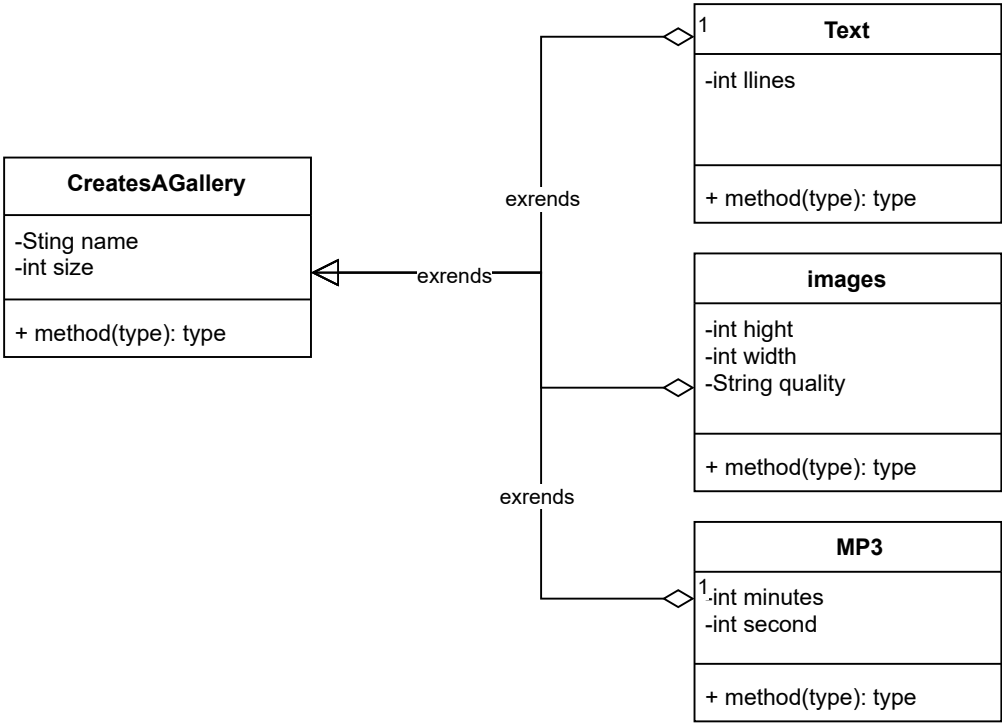 CreatesAGallery
-Sting name
-int size
+ method(type): type
exrends
exrends
exrends
1
Text
-int llines
+ method(type): type
images
-int hight
-int width
-String quality
+ method(type): type
MP3
1
-int minutes
-int second
+ method(type): type